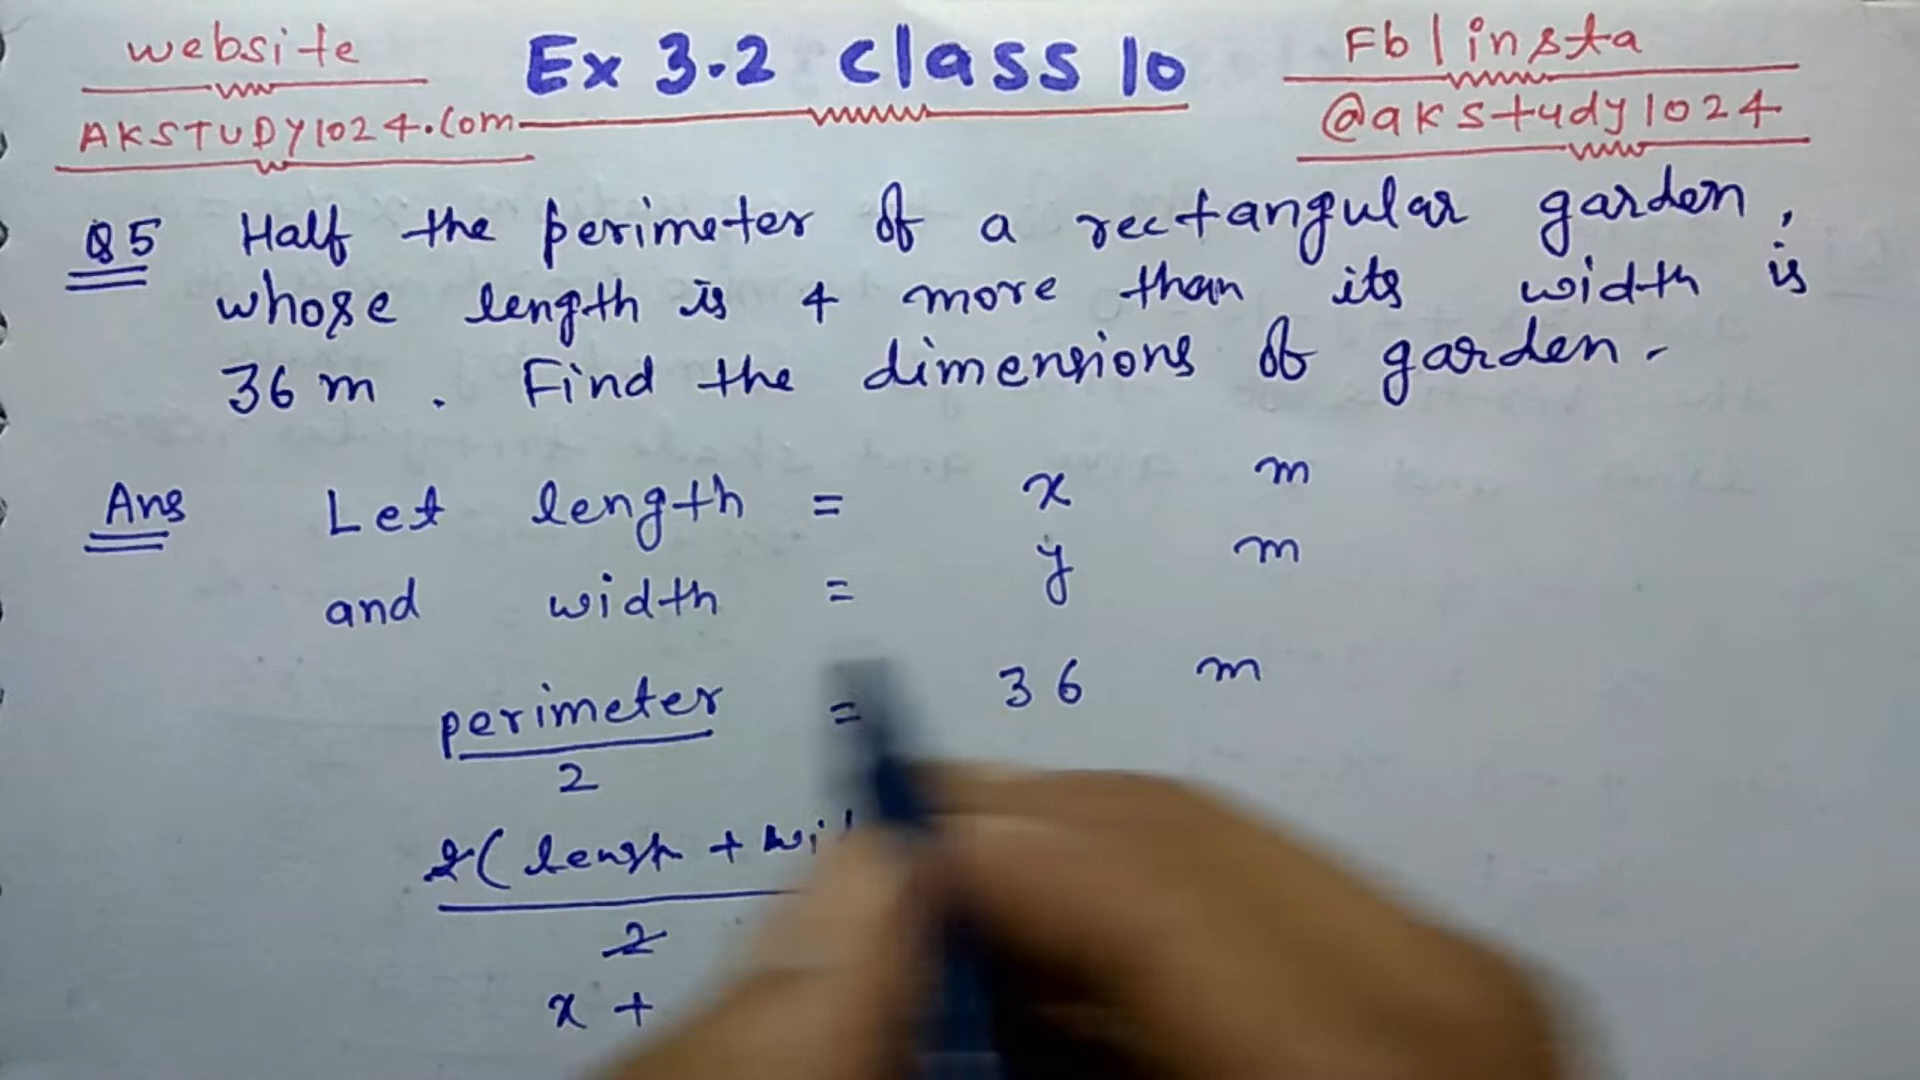 website
AKSTUDY1024.com
Ex 3.2 class 10
Fb | insta
@akstudy1024
Q5 Half the perimeter of a rectangular garden,
whose length is 4 more than its width is
36 m. Find the dimensions of garden.
Ans Let length = x m
and width = y m
perimeter = 36 m
2
2( +
2
x +